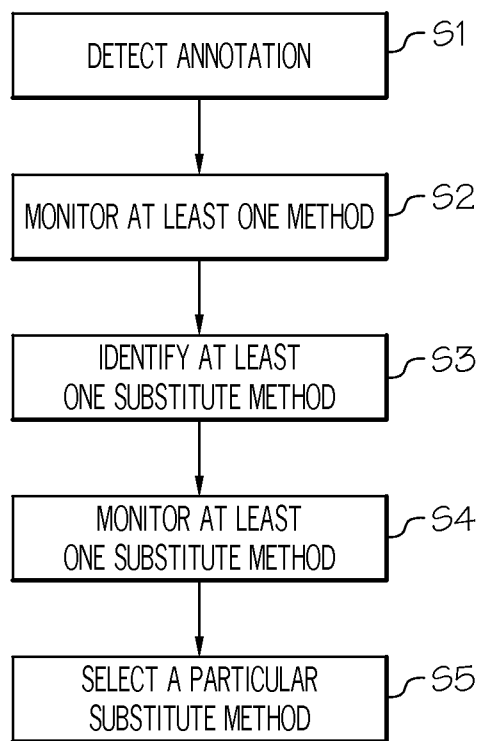 DETECT ANNOTATION
S1
MONITOR AT LEAST ONE METHOD
S2
IDENTIFY AT LEAST
ONE SUBSTITUTE METHOD
S3
MONITOR AT LEAST
ONE SUBSTITUTE METHOD
S4
SELECT A PARTICULAR
SUBSTITUTE METHOD
S5